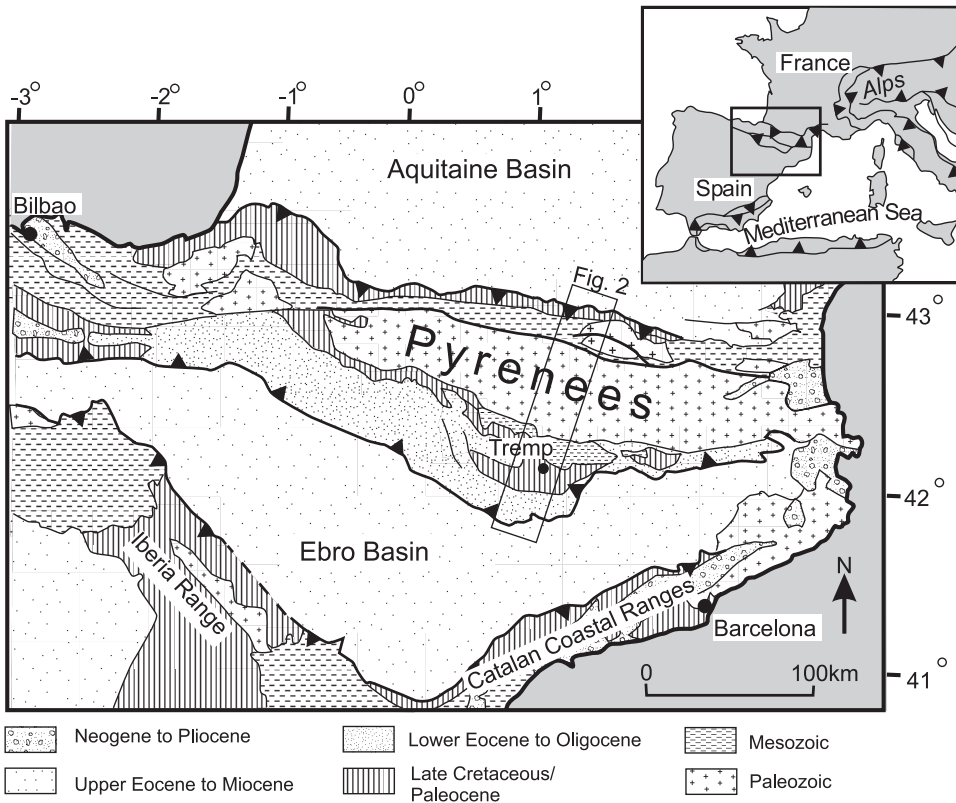 France
Alps
Spain
Mediterranean Sea
-3° -2° -1° 0° 1°
Aquitaine Basin
Bilbao
Fig. 2
43°
Pyrenees
Tremp
42°
Ebro Basin
Iberia Range
N
Catalan Coastal Ranges
Barcelona
0 100km
41°
Neogene to Pliocene
Lower Eocene to Oligocene
Mesozoic
Upper Eocene to Miocene
Late Cretaceous/
Paleocene
Paleozoic